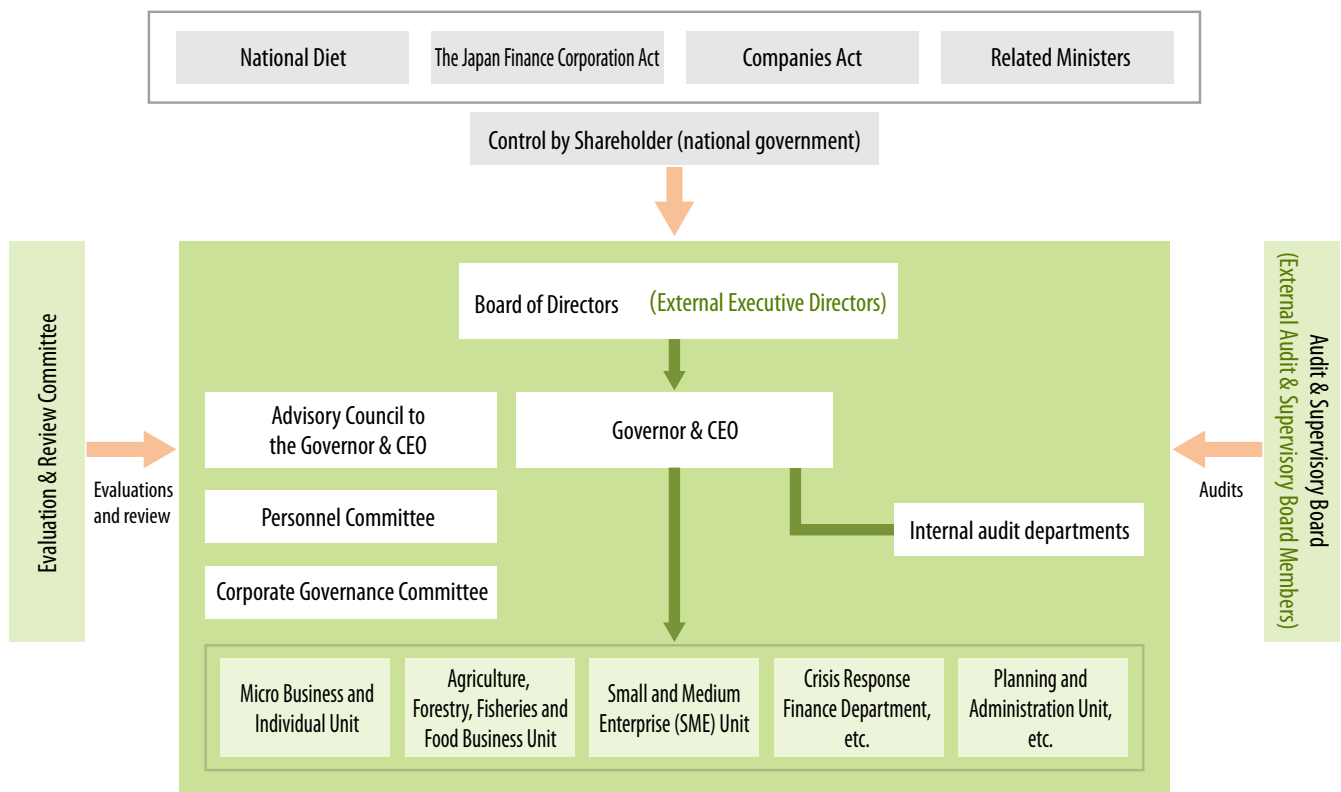 National Diet
The Japan Finance Corporation Act
Companies Act
Related Ministers
Control by Shareholder (national government)
Evaluation & Review Committee
Evaluations
and review
Board of Directors (External Executive Directors)
Advisory Council to
the Governor & CEO
Governor & CEO
Personnel Committee
Internal audit departments
Corporate Governance Committee
Micro Business and
Individual Unit
Agriculture,
Forestry, Fisheries and
Food Business Unit
Small and Medium
Enterprise (SME) Unit
Crisis Response
Finance Department,
etc.
Planning and
Administration Unit,
etc.
Audits
Audit & Supervisory Board
(External Audit & Supervisory Board Members)